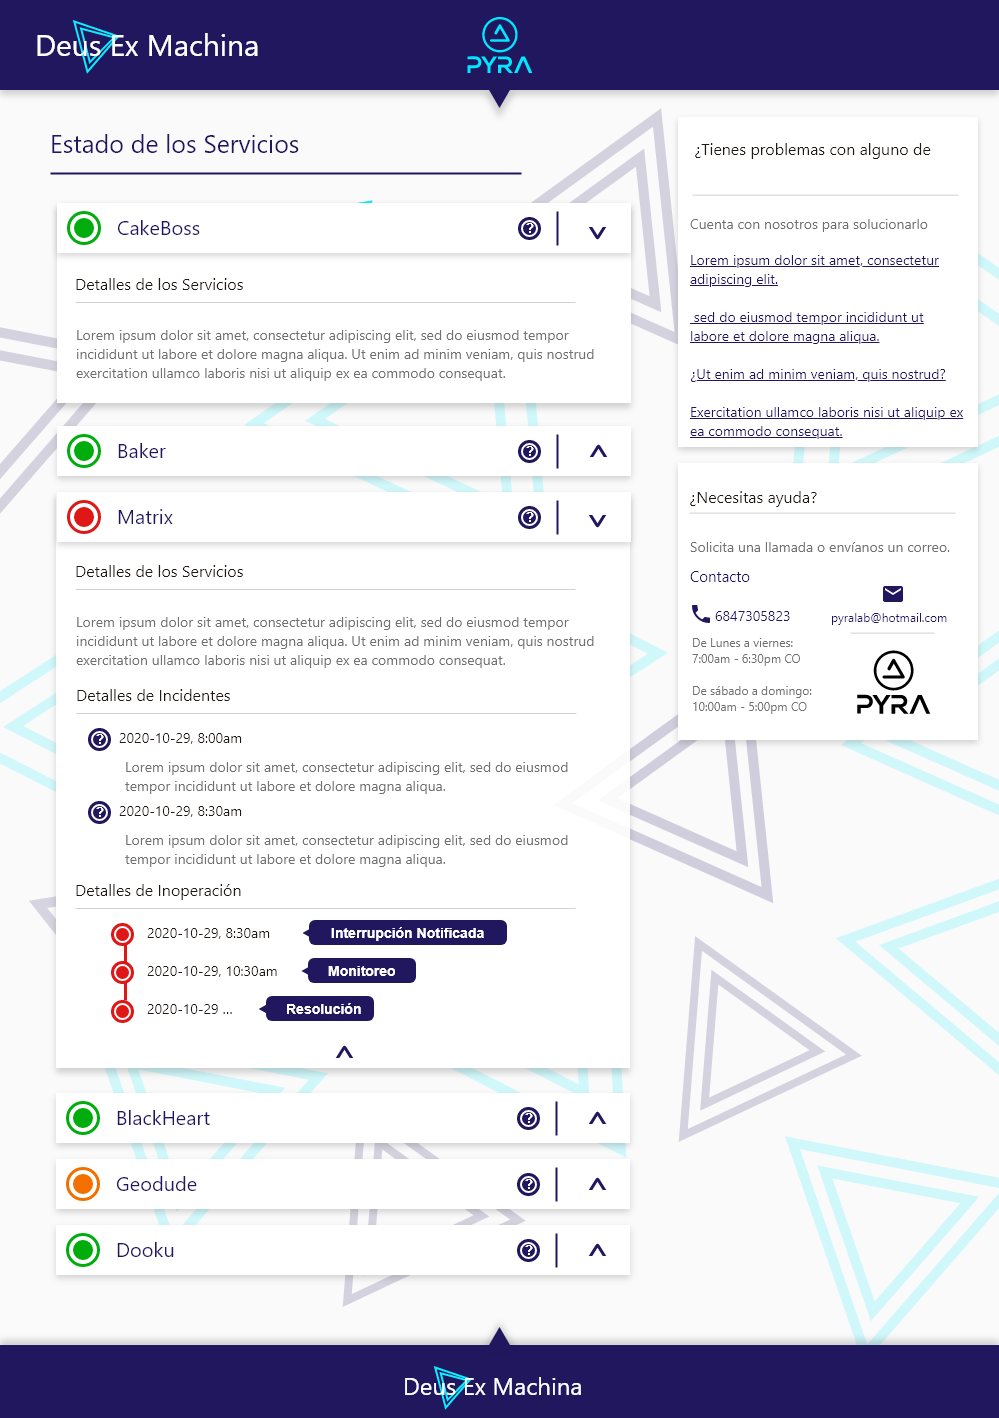 Deus Ex Machina
PYRA
Estado de los Servicios
CakeBoss
Detalles de los Servicios
Lorem ipsum dolor sit amet, consectetur adipiscing elit, sed do eiusmod tempor
incididunt ut labore et dolore magna aliqua. Ut enim ad minim veniam, quis nostrud
exercitation ullamco laboris nisi ut aliquip ex ea commodo consequat.
Baker
Matrix
Detalles de los Servicios
Lorem ipsum dolor sit amet, consectetur adipiscing elit, sed do eiusmod tempor
incididunt ut labore et dolore magna aliqua. Ut enim ad minim veniam, quis nostrud
exercitation ullamco laboris nisi ut aliquip ex ea commodo consequat.
Detalles de Incidentes
2020-10-29, 8:00am
Lorem ipsum dolor sit amet, consectetur adipiscing elit, sed do eiusmod
tempor incididunt ut labore et dolore magna aliqua.
2020-10-29, 8:30am
Lorem ipsum dolor sit amet, consectetur adipiscing elit, sed do eiusmod
tempor incididunt ut labore et dolore magna aliqua.
Detalles de Inoperación
2020-10-29, 8:30am Interrupción Notificada
2020-10-29, 10:30am Monitoreo
2020-10-29 ... Resolución
BlackHeart
Geodude
Dooku
¿Tienes problemas con alguno de
Cuenta con nosotros para solucionarlo
Lorem ipsum dolor sit amet, consectetur
adipiscing elit.
sed do eiusmod tempor incididunt ut
labore et dolore magna aliqua.
¿Ut enim ad minim veniam, quis nostrud?
Exercitation ullamco laboris nisi ut aliquip ex
ea commodo consequat.
¿Necesitas ayuda?
Solicita una llamada o envíanos un correo.
Contacto
6847305823
De Lunes a viernes:
7:00am - 6:30pm CO
De sábado a domingo:
10:00am - 5:00pm CO
pyralab@hotmail.com
PYRA
Deus Ex Machina